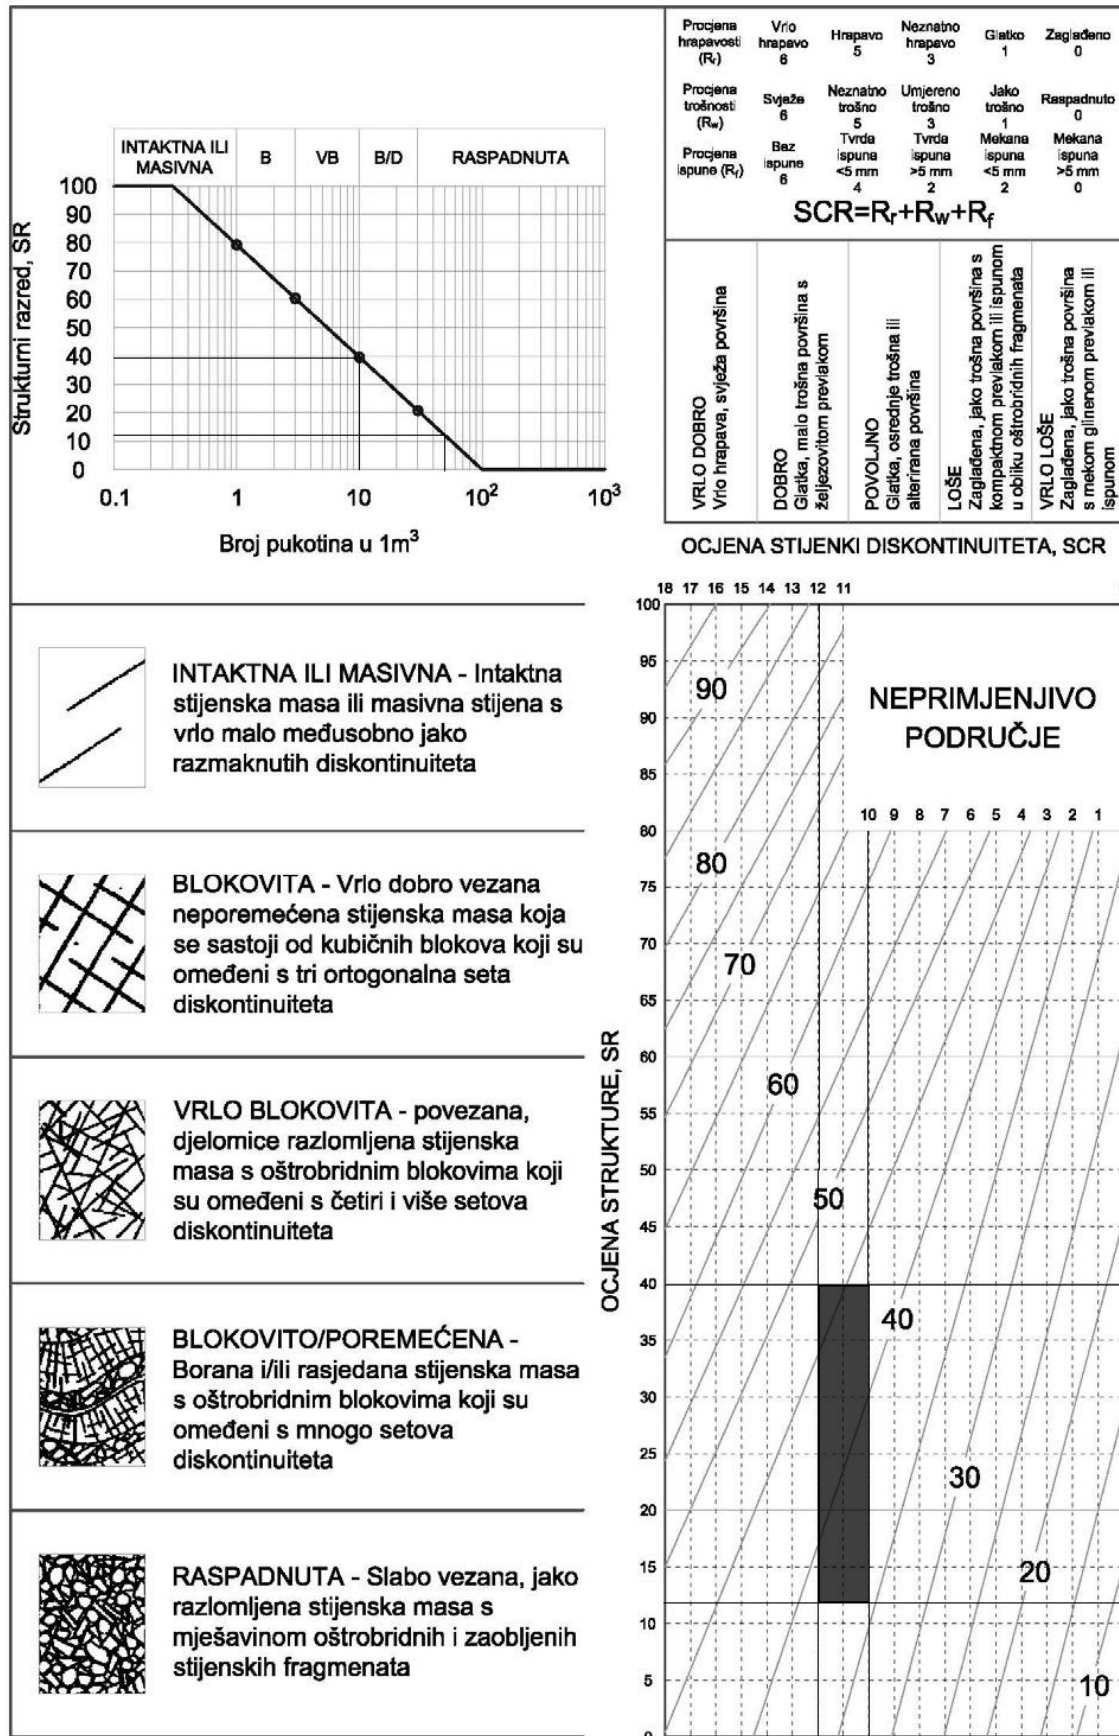 Procjena hrapavosti (Rr)
Vrlo hrapavo 6
Hrapavo 5
Neznatno hrapavo 3
Glatko 1
Zaglađeno 0
Procjena trošnosti (Rw)
Svježe 6
Neznatno trošno 5
Umjereno trošno 3
Jako trošno 1
Raspadnuto 0
Procjena ispune (Rf)
Bez ispune 6
Tvrda ispuna <5 mm 4
Tvrda ispuna >5 mm 2
Mekana ispuna <5 mm 2
Mekana ispuna >5 mm 0
SCR=Rr+Rw+Rf
INTAKTNA ILI MASIVNA
B
VB
B/D
RASPADNUTA
Strukturni razred, SR
100
90
80
70
60
50
40
30
20
10
0
0.1
1
10
10²
10³
Broj pukotina u 1m³
VRLO DOBRO
Vrlo hrapava, svježa površina
DOBRO
Glatka, malo trošna površina s
željezovitom prevlakom
POVOLJNO
Glatka, osrednje trošna ili
alterirana površina
LOŠE
Zaglađena, jako trošna površina s
kompaktnom prevlakom ili ispunom
u obliku oštrobridnih fragmenata
VRLO LOŠE
Zaglađena, jako trošna površina
s mekom glinenom prevlakom ili
ispunom
OCJENA STIJENKI DISKONTINUITETA, SCR
INTAKTNA ILI MASIVNA - Intaktna
stijenska masa ili masivna stijena s
vrlo malo međusobno jako
razmaknutih diskontinuiteta
BLOKOVITA - Vrlo dobro vezana
neporemećena stijenska masa koja
se sastoji od kubičnih blokova koji su
omeđeni s tri ortogonalna seta
diskontinuiteta
VRLO BLOKOVITA - povezana,
djelomice razlomljena stijenska
masa s oštrobridnim blokovima koji
su omeđeni s četiri i više setova
diskontinuiteta
BLOKOVITO/POREMEĆENA -
Borana i/ili rasjedana stijenska masa
s oštrobridnim blokovima koji su
omeđeni s mnogo setova
diskontinuiteta
RASPADNUTA - Slabo vezana, jako
razlomljena stijenska masa s
mješavinom oštrobridnih i zaobljenih
stijenskih fragmenata
OCJENA STRUKTURE, SR
18 17 16 15 14 13 12 11
100
95
90
85
80
75
70
65
60
55
50
45
40
35
30
25
20
15
10
5
0
NEPRIMJENJIVO
PODRUČJE
10 9 8 7 6 5 4 3 2 1
90
80
70
60
50
40
30
20
10